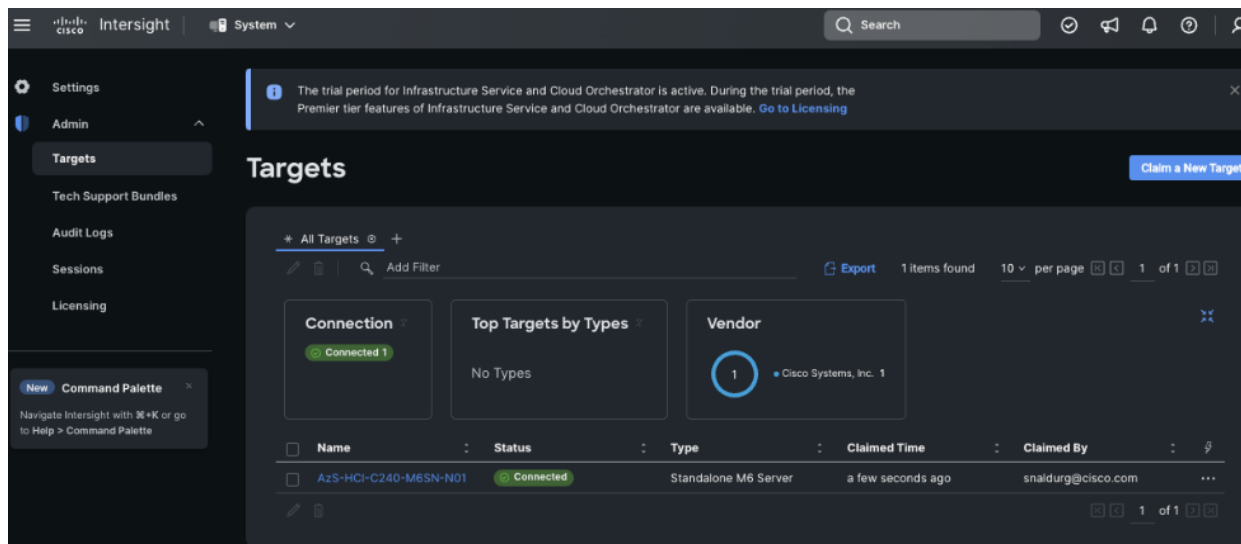 cisco Intersight System Search
Settings
Admin
Targets
Tech Support Bundles
Audit Logs
Sessions
Licensing
New Command Palette
Navigate Intersight with ⌘+K or go
to Help > Command Palette
The trial period for Infrastructure Service and Cloud Orchestrator is active. During the trial period, the
Premier tier features of Infrastructure Service and Cloud Orchestrator are available. Go to Licensing
Targets
Claim a New Target
All Targets
Add Filter Export 1 items found 10 per page 1 of 1
Connection
Connected 1
Top Targets by Types
No Types
Vendor
1 Cisco Systems, Inc. 1
Name Status Type Claimed Time Claimed By
AzS-HCI-C240-M6SN-N01 Connected Standalone M6 Server a few seconds ago snaldurg@cisco.com
1 of 1